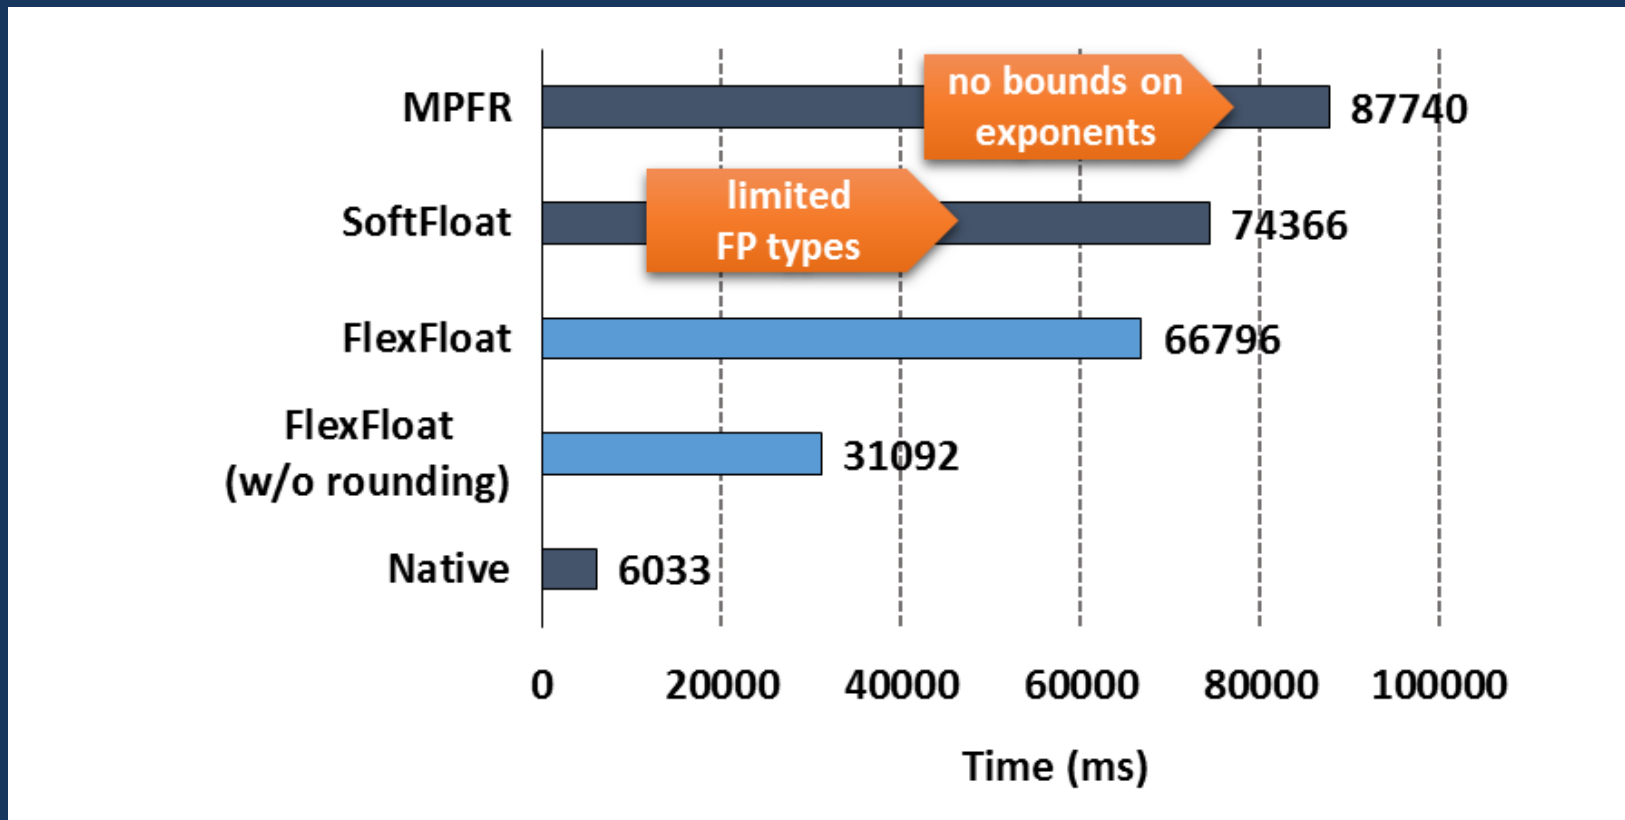 MPFR
no bounds on
exponents
87740
SoftFloat
limited
FP types
74366
FlexFloat
66796
FlexFloat
(w/o rounding)
31092
Native
6033
0 20000 40000 60000 80000 100000
Time (ms)